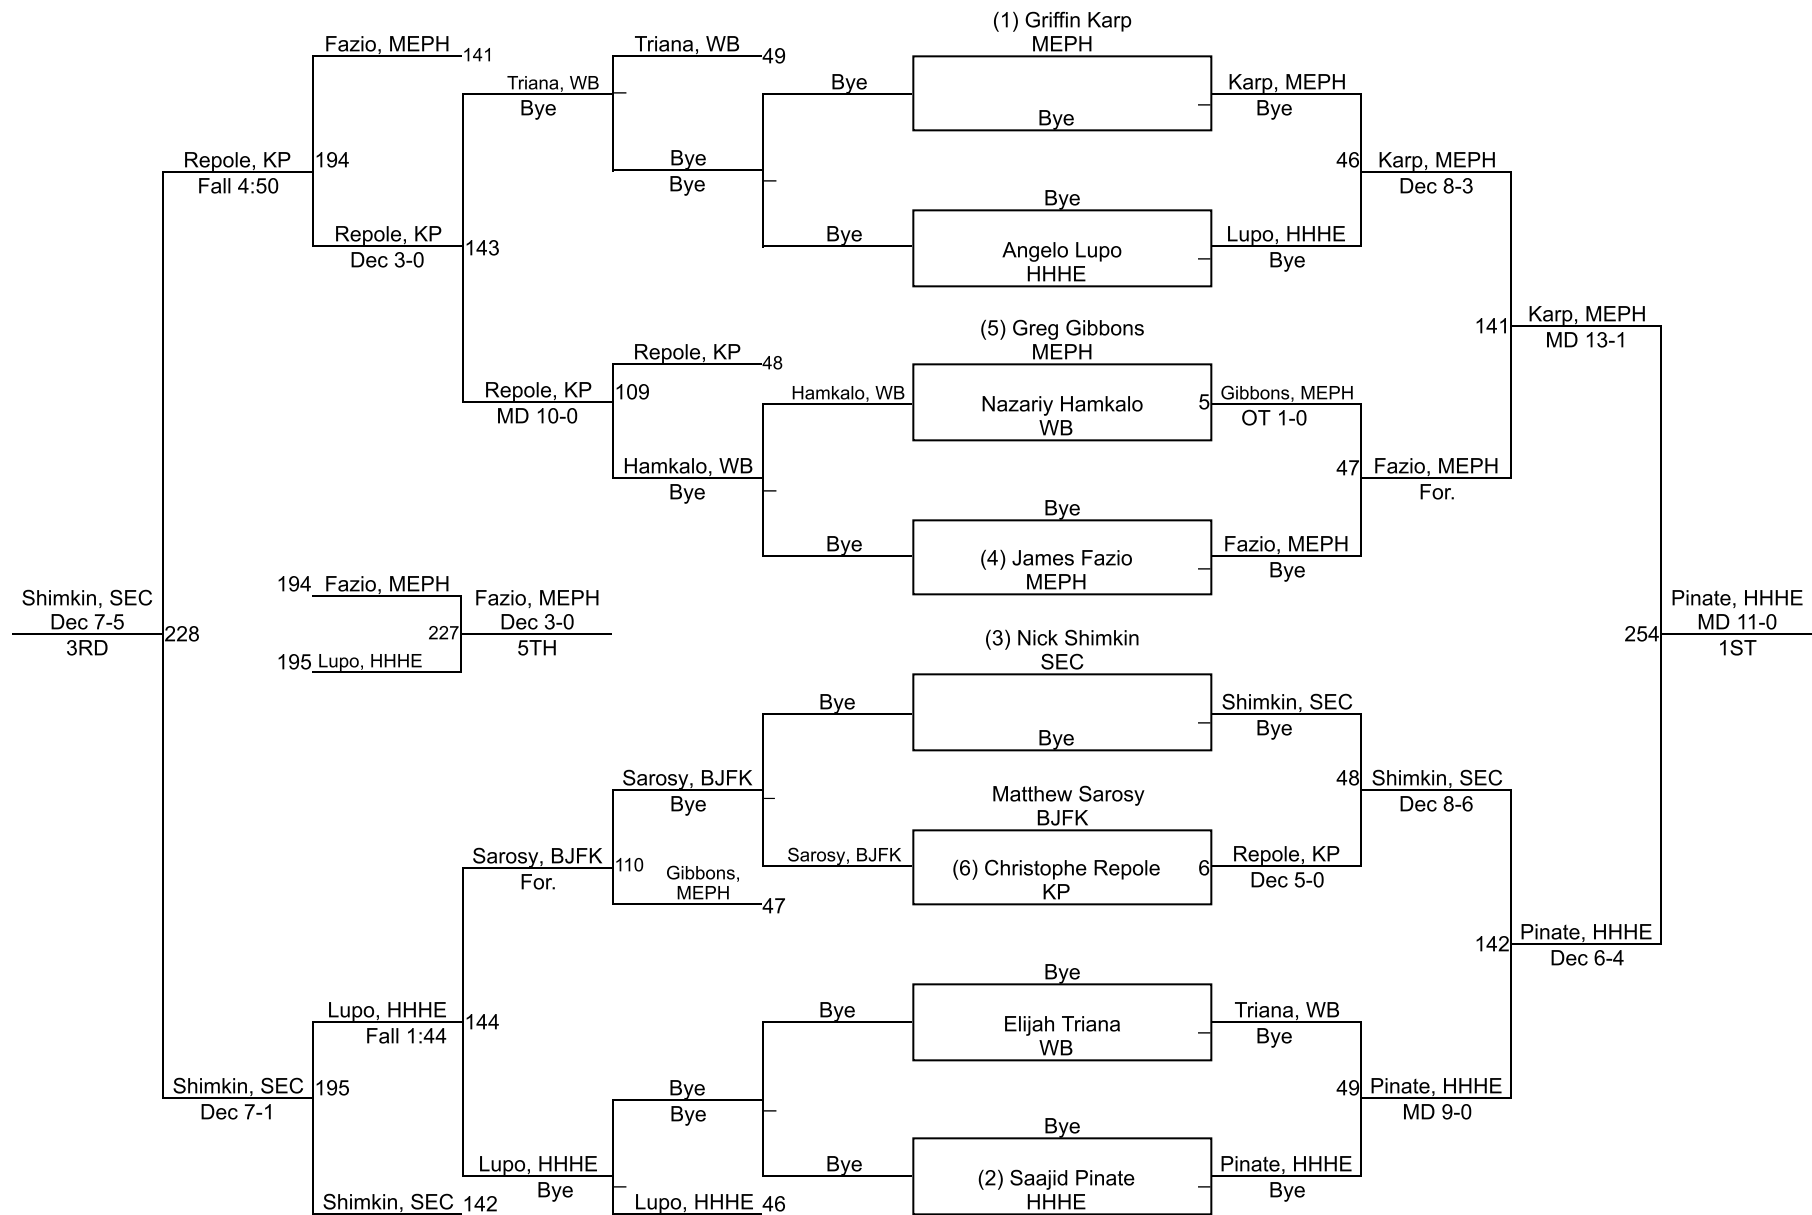 (1) Griffin Karp
MEPH
Bye
Bye
Angelo Lupo
HHHE
(5) Greg Gibbons
MEPH
Nazariy Hamkalo
WB
Bye
(4) James Fazio
MEPH
(3) Nick Shimkin
SEC
Bye
Matthew Sarosy
BJFK
(6) Christophe Repole
KP
Bye
Elijah Triana
WB
Bye
(2) Saajid Pinate
HHHE
Karp, MEPH
Bye
Lupo, HHHE
Bye
5
Gibbons, MEPH
OT 1-0
Fazio, MEPH
Bye
Shimkin, SEC
Bye
6
Repole, KP
Dec 5-0
Triana, WB
Bye
Pinate, HHHE
Bye
46
Karp, MEPH
Dec 8-3
47
Fazio, MEPH
For.
48
Shimkin, SEC
Dec 8-6
49
Pinate, HHHE
MD 9-0
141
Karp, MEPH
MD 13-1
142
Pinate, HHHE
Dec 6-4
254
Pinate, HHHE
MD 11-0
1ST
Bye
Bye
Hamkalo, WB
Bye
Bye
Sarosy, BJFK
Bye
Bye
Triana, WB
49
Bye
Bye
Repole, KP
48
Hamkalo, WB
Bye
Sarosy, BJFK
Bye
Gibbons,
MEPH
47
Bye
Bye
Lupo, HHHE
46
Triana, WB
Bye
Repole, KP
MD 10-0
109
Sarosy, BJFK
For.
110
Lupo, HHHE
Bye
Fazio, MEPH
141
Repole, KP
Dec 3-0
143
Lupo, HHHE
Fall 1:44
144
Shimkin, SEC
142
Repole, KP
Fall 4:50
194
Shimkin, SEC
Dec 7-1
195
194
Fazio, MEPH
195
Lupo, HHHE
227
Fazio, MEPH
Dec 3-0
5TH
Shimkin, SEC
Dec 7-5
3RD
228